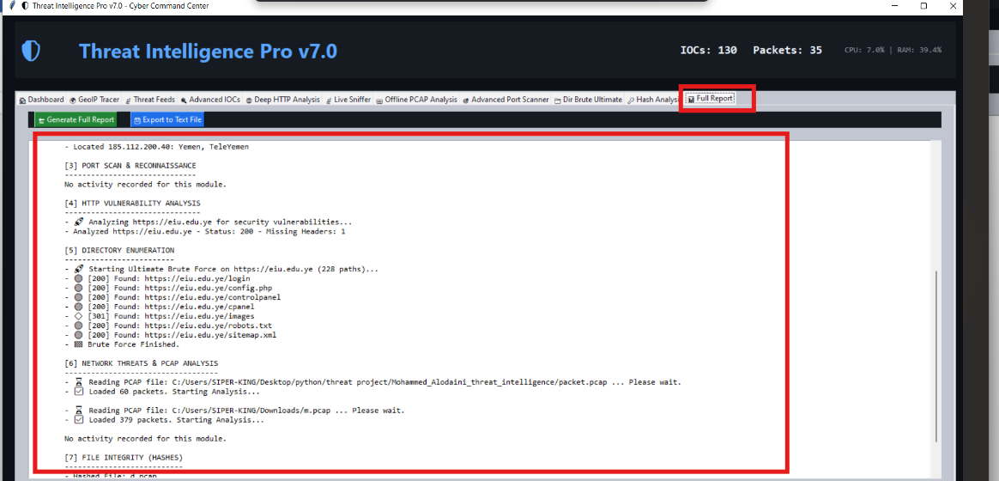 Threat Intelligence Pro v7.0 - Cyber Command Center
Threat Intelligence Pro v7.0
IOCs: 130 Packets: 35 CPU: 7.0% | RAM: 39.4%
Dashboard GeoIP Tracer Threat Feeds Advanced IOCs Deep HTTP Analysis Live Sniffer Offline PCAP Analysis Advanced Port Scanner Dir Brute Ultimate Hash Analysi Full Report
Generate Full Report Export to Text File
- Located 185.112.200.40: Yemen, TeleYemen
[3] PORT SCAN & RECONNAISSANCE
-----------------------------
No activity recorded for this module.
[4] HTTP VULNERABILITY ANALYSIS
------------------------------
- 🚀 Analyzing https://eiu.edu.ye for security vulnerabilities...
- Analyzed https://eiu.edu.ye - Status: 200 - Missing Headers: 1
[5] DIRECTORY ENUMERATION
------------------------
- 🚀 Starting Ultimate Brute Force on https://eiu.edu.ye (228 paths)...
- [200] Found: https://eiu.edu.ye/login
- [200] Found: https://eiu.edu.ye/config.php
- [200] Found: https://eiu.edu.ye/controlpanel
- [200] Found: https://eiu.edu.ye/cpanel
- [301] Found: https://eiu.edu.ye/images
- [200] Found: https://eiu.edu.ye/robots.txt
- [200] Found: https://eiu.edu.ye/sitemap.xml
- 🏁 Brute Force Finished.
[6] NETWORK THREATS & PCAP ANALYSIS
----------------------------------
- ⌛ Reading PCAP file: C:/Users/SIPER-KING/Desktop/python/threat project/Mohammed_Alodaini_threat_intelligence/packet.pcap ... Please wait.
- ☑ Loaded 60 packets. Starting Analysis...
- ⌛ Reading PCAP file: C:/Users/SIPER-KING/Downloads/m.pcap ... Please wait.
- ☑ Loaded 379 packets. Starting Analysis...
No activity recorded for this module.
[7] FILE INTEGRITY (HASHES)
--------------------------
- Hashed File: d.pcap